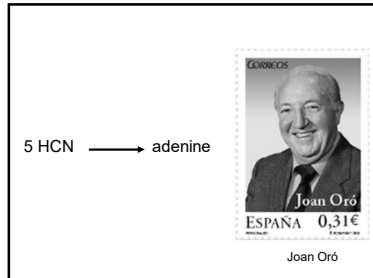 5 HCN → adenine
CORREOS
Joan Oró
ESPAÑA 0,31€
Joan Oró